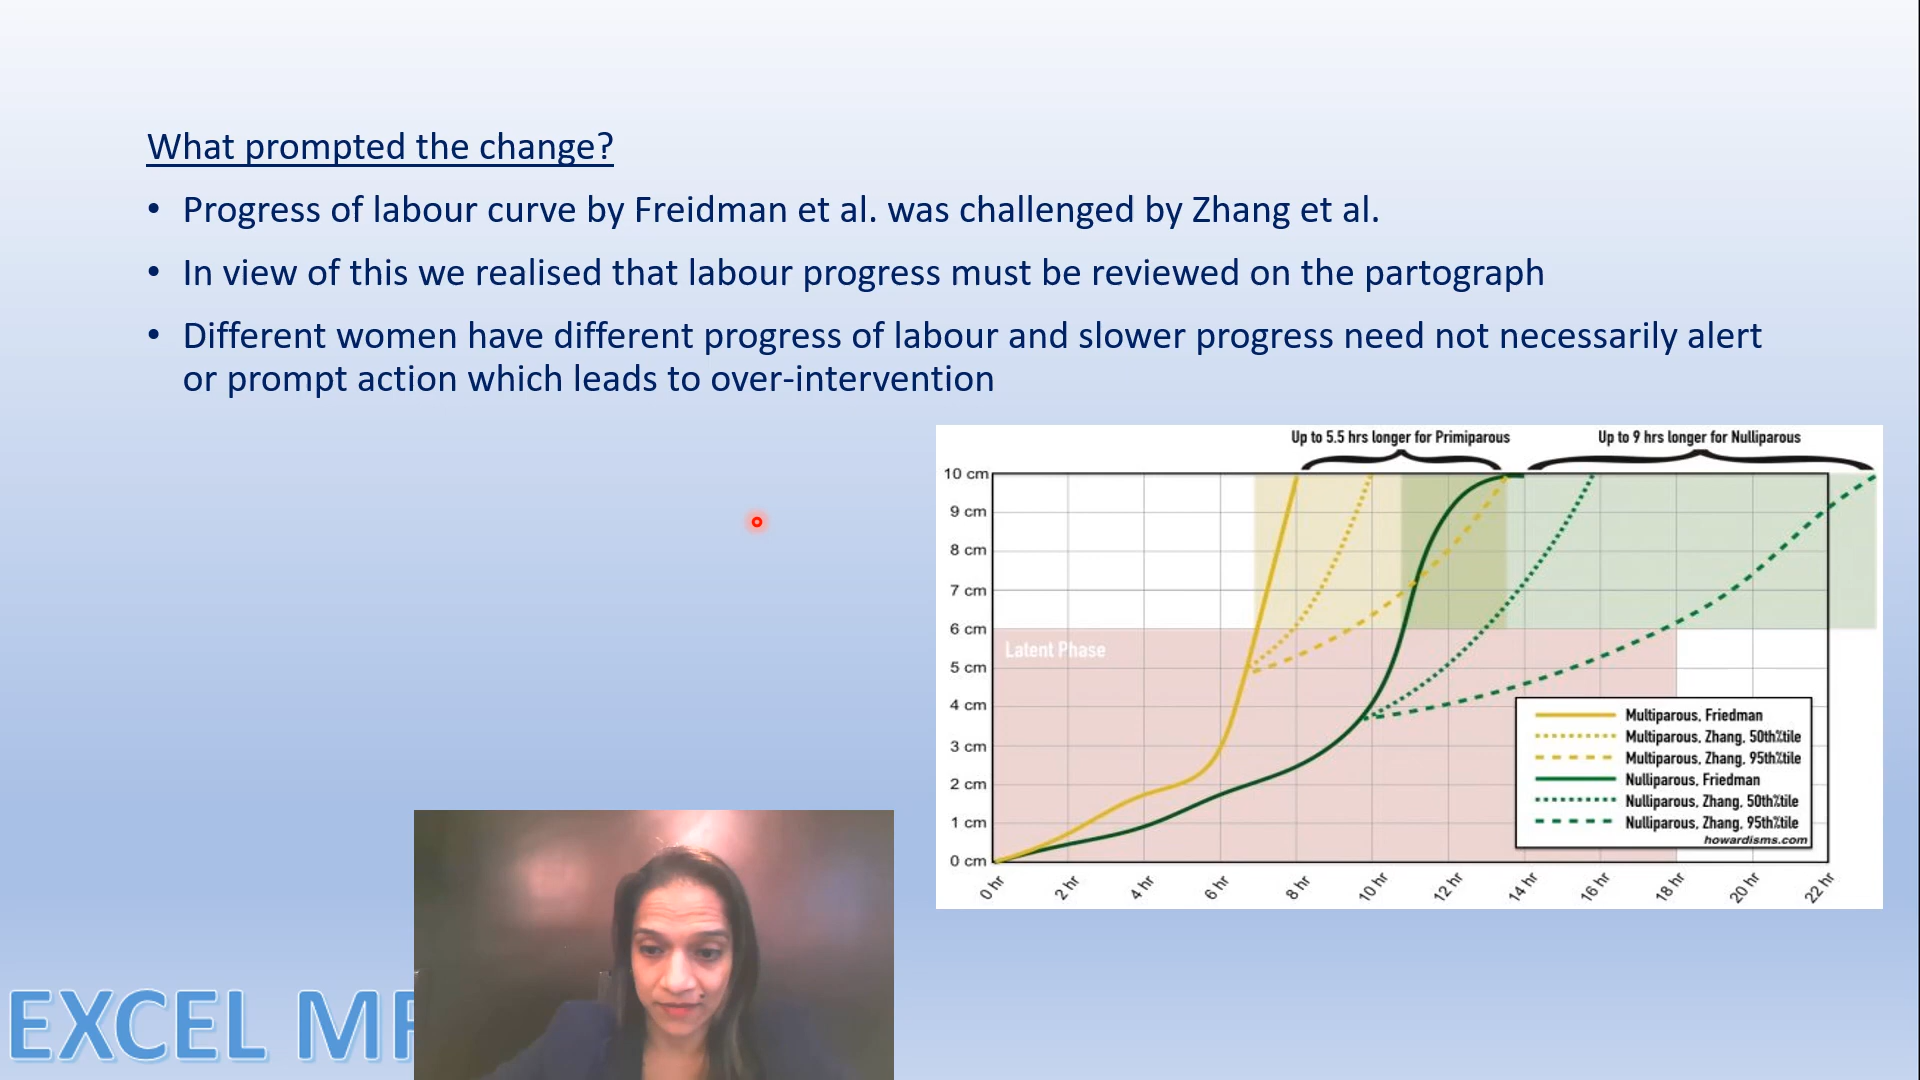 What prompted the change?
• Progress of labour curve by Freidman et al. was challenged by Zhang et al.
• In view of this we realised that labour progress must be reviewed on the partograph
• Different women have different progress of labour and slower progress need not necessarily alert
or prompt action which leads to over-intervention
Up to 5.5 hrs longer for Primiparous
Up to 9 hrs longer for Nulliparous
10 cm
9 cm
8 cm
7 cm
6 cm
5 cm
4 cm
3 cm
2 cm
1 cm
0 cm
Latent Phase
Multiparous, Friedman
Multiparous, Zhang, 50th%tile
Multiparous, Zhang, 95th%tile
Nulliparous, Friedman
Nulliparous, Zhang, 50th%tile
Nulliparous, Zhang, 95th%tile
howardisms.com
0 hr
2 hr
4 hr
6 hr
8 hr
10 hr
12 hr
14 hr
16 hr
18 hr
20 hr
22 hr
EXCEL